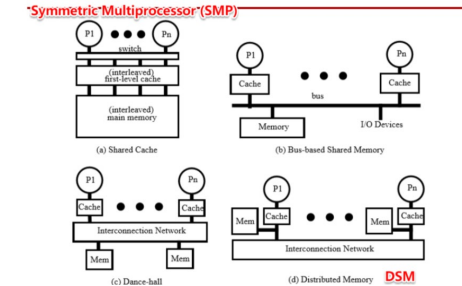 Symmetric Multiprocessor (SMP)
P1
Pn
switch
(interleaved)
first-level cache
(interleaved)
main memory
(a) Shared Cache
P1
Pn
Cache
Cache
bus
Memory
I/O Devices
(b) Bus-based Shared Memory
P1
Pn
Cache
Cache
Interconnection Network
Mem
Mem
(c) Dance-hall
P1
Pn
Mem
Cache
Mem
Cache
Interconnection Network
(d) Distributed Memory
DSM